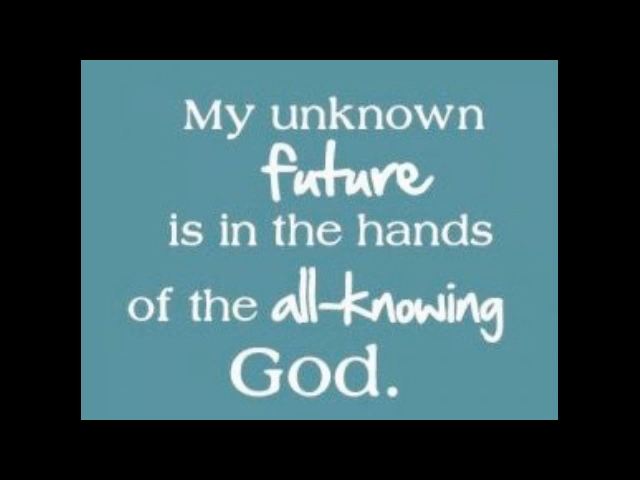 My unknown
future
is in the hands
of the all-knowing
God.